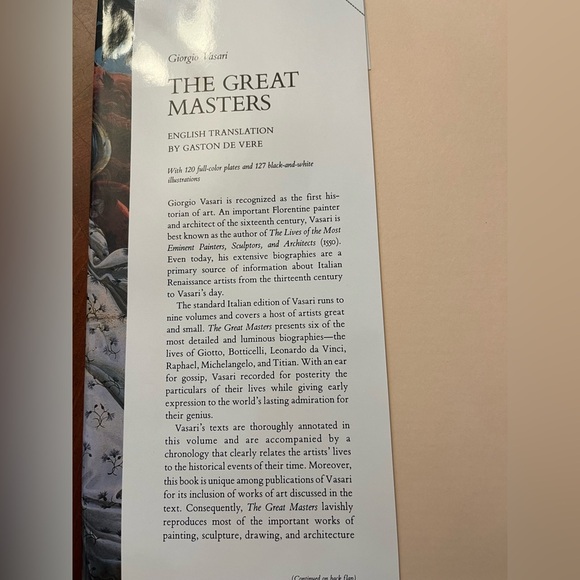 Giorgio Vasari
THE GREAT
MASTERS
ENGLISH TRANSLATION
BY GASTON DE VERE
With 120 full-color plates and 127 black-and-white
illustrations
Giorgio Vasari is recognized as the first his-
torian of art. An important Florentine painter
and architect of the sixteenth century, Vasari is
best known as the author of The Lives of the Most
Eminent Painters, Sculptors, and Architects (1550).
Even today, his extensive biographies are a
primary source of information about Italian
Renaissance artists from the thirteenth century
to Vasari's day.
The standard Italian edition of Vasari runs to
nine volumes and covers a host of artists great
and small. The Great Masters presents six of the
most detailed and luminous biographies—the
lives of Giotto, Botticelli, Leonardo da Vinci,
Raphael, Michelangelo, and Titian. With an ear
for gossip, Vasari recorded for posterity the
particulars of their lives while giving early
expression to the world's lasting admiration for
their genius.
Vasari's texts are thoroughly annotated in
this volume and are accompanied by a
chronology that clearly relates the artists' lives
to the historical events of their time. Moreover,
this book is unique among publications of Vasari
for its inclusion of works of art discussed in the
text. Consequently, The Great Masters lavishly
reproduces most of the important works of
painting, sculpture, drawing, and architecture
(Continued on back flap)